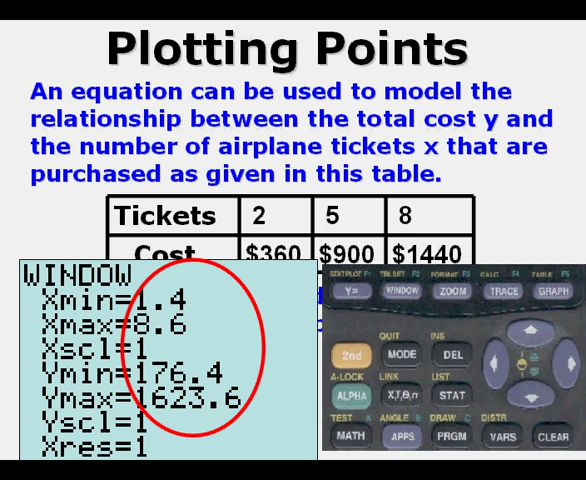 Plotting Points
An equation can be used to model the
relationship between the total cost y and
the number of airplane tickets x that are
purchased as given in this table.
Tickets 2 5 8
Cost $360 $900 $1440
WINDOW
Xmin=1.4
Xmax=8.6
Xscl=1
Ymin=176.4
Ymax=1623.6
Yscl=1
Xres=1
STAT PLOT F1 TBLSET F2 FORMAT F3 CALC F4 TABLE F5
Y= WINDOW ZOOM TRACE GRAPH
QUIT INS
2nd MODE DEL
A-LOCK LINK LIST
ALPHA X,T,θ,n STAT
TEST A ANGLE B DRAW C DISTR
MATH APPS PRGM VARS CLEAR